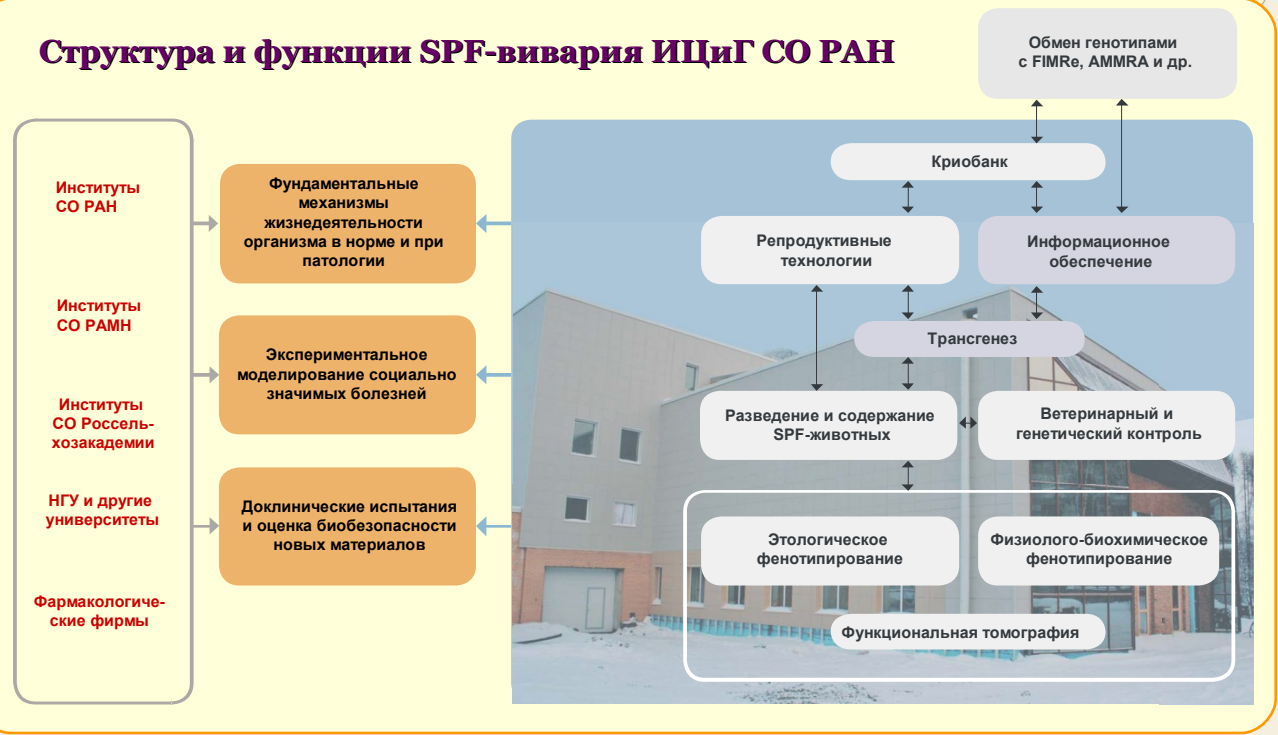 Структура и функции SPF-вивария ИЦиГ СО РАН
Обмен генотипами
с FIMRe, AMMRA и др.
Институты
СО РАН
Институты
СО РАМН
Институты
СО Россель-
хозакадемии
НГУ и другие
университеты
Фармакологиче-
ские фирмы
Фундаментальные
механизмы
жизнедеятельности
организма в норме и при
патологии
Экспериментальное
моделирование социально
значимых болезней
Доклинические испытания
и оценка биобезопасности
новых материалов
Криобанк
Репродуктивные
технологии
Информационное
обеспечение
Трансгенез
Разведение и содержание
SPF-животных
Ветеринарный и
генетический контроль
Этологическое
фенотипирование
Физиолого-биохимическое
фенотипирование
Функциональная томография